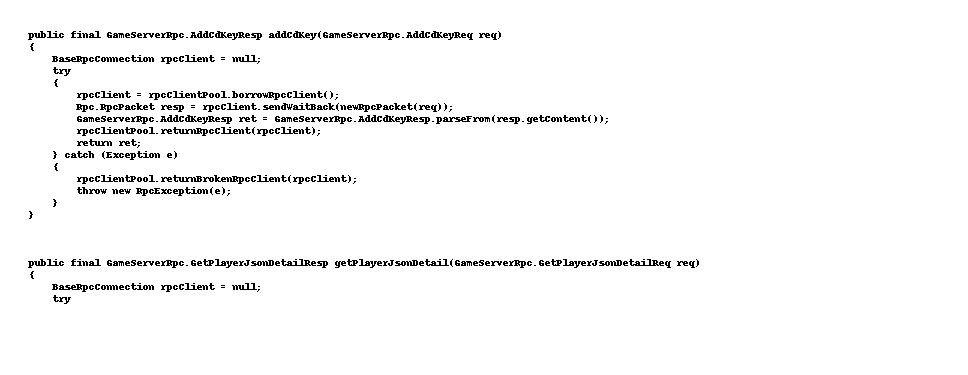 public final GameServerRpc.AddCdKeyResp addCdKey(GameServerRpc.AddCdKeyReq req)
{
    BaseRpcConnection rpcClient = null;
    try
    {
        rpcClient = rpcClientPool.borrowRpcClient();
        Rpc.RpcPacket resp = rpcClient.sendWaitBack(newRpcPacket(req));
        GameServerRpc.AddCdKeyResp ret = GameServerRpc.AddCdKeyResp.parseFrom(resp.getContent());
        rpcClientPool.returnRpcClient(rpcClient);
        return ret;
    } catch (Exception e)
    {
        rpcClientPool.returnBrokenRpcClient(rpcClient);
        throw new RpcException(e);
    }
}
public final GameServerRpc.GetPlayerJsonDetailResp getPlayerJsonDetail(GameServerRpc.GetPlayerJsonDetailReq req)
{
    BaseRpcConnection rpcClient = null;
    try